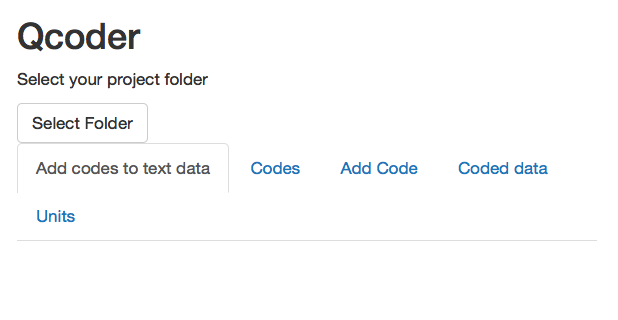 Qcoder
Select your project folder
Select Folder
Add codes to text data Codes Add Code Coded data
Units